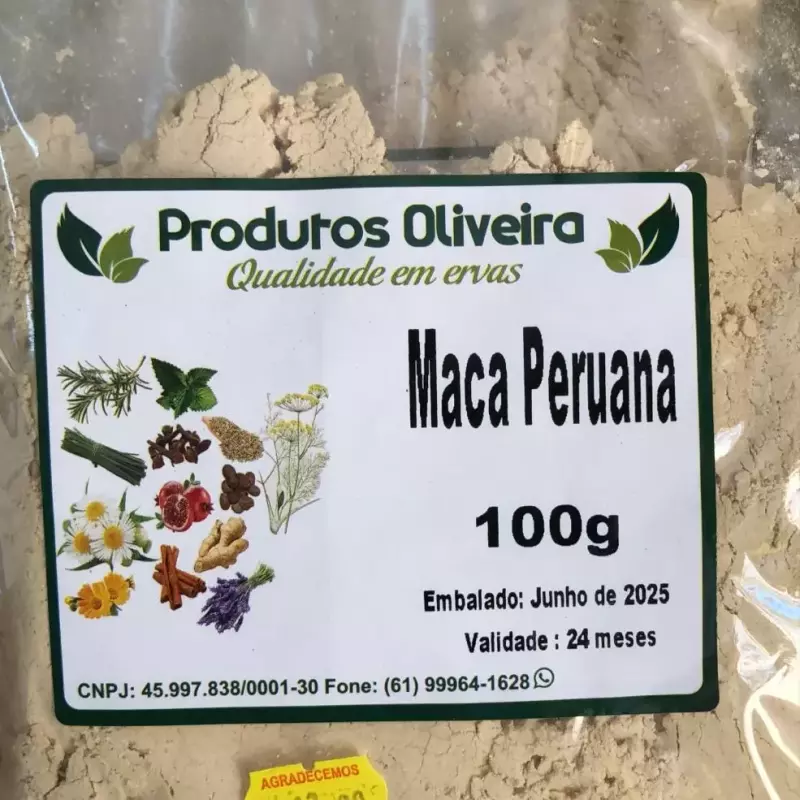 Produtos Oliveira
Qualidade em ervas
Maca Peruana
100g
Embalado: Junho de 2025
Validade : 24 meses
CNPJ: 45.997.838/0001-30 Fone: (61) 99964-1628
AGRADECEMOS